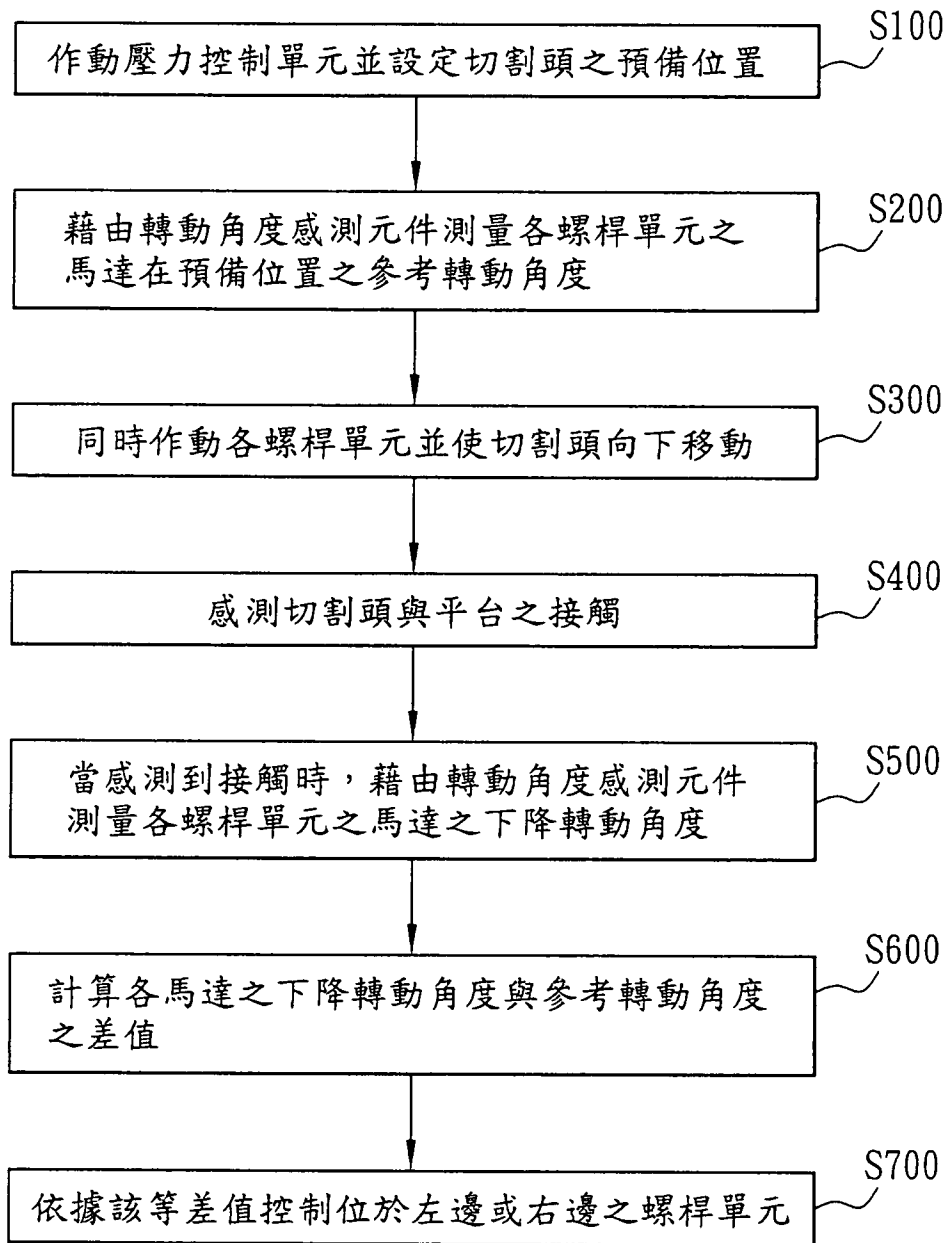 S100
作動壓力控制單元並設定切割頭之預備位置
S200
藉由轉動角度感測元件測量各螺桿單元之
馬達在預備位置之參考轉動角度
S300
同時作動各螺桿單元並使切割頭向下移動
S400
感測切割頭與平台之接觸
S500
當感測到接觸時，藉由轉動角度感測元件
測量各螺桿單元之馬達之下降轉動角度
S600
計算各馬達之下降轉動角度與參考轉動角度
之差值
S700
依據該等差值控制位於左邊或右邊之螺桿單元